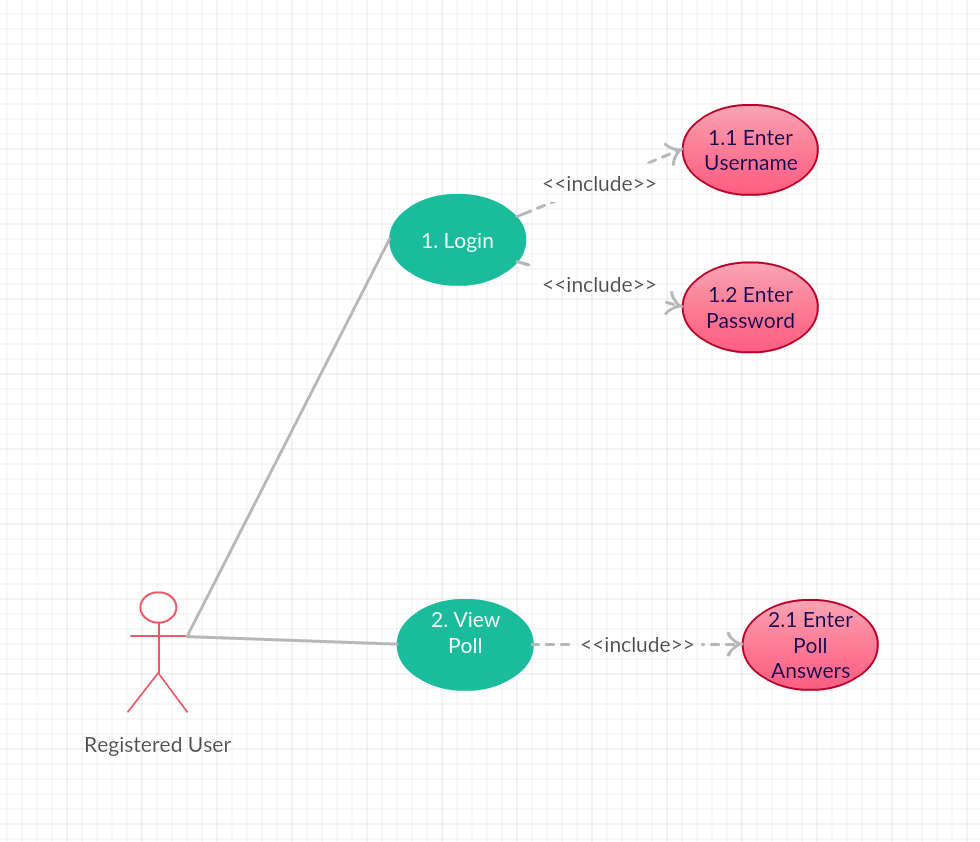 1.1 Enter
Username
<<include>>
1. Login
<<include>>
1.2 Enter
Password
2. View
Poll
<<include>>
2.1 Enter
Poll
Answers
Registered User